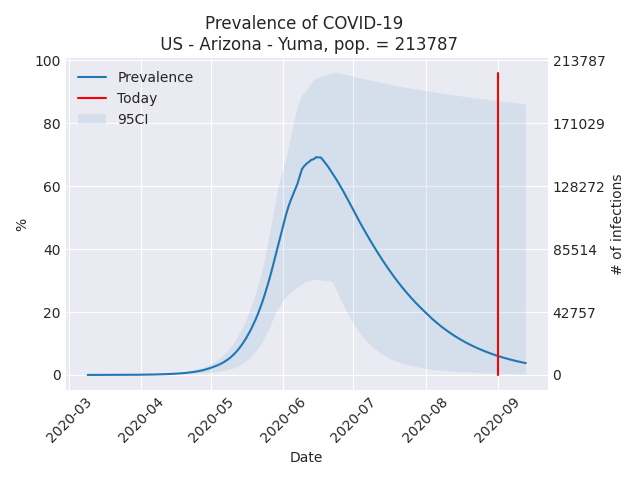 Prevalence of COVID-19
US - Arizona - Yuma, pop. = 213787
Prevalence
Today
95CI
100
80
60
40
20
0
%
213787
171029
128272
85514
42757
0
# of infections
2020-03
2020-04
2020-05
2020-06
2020-07
2020-08
2020-09
Date